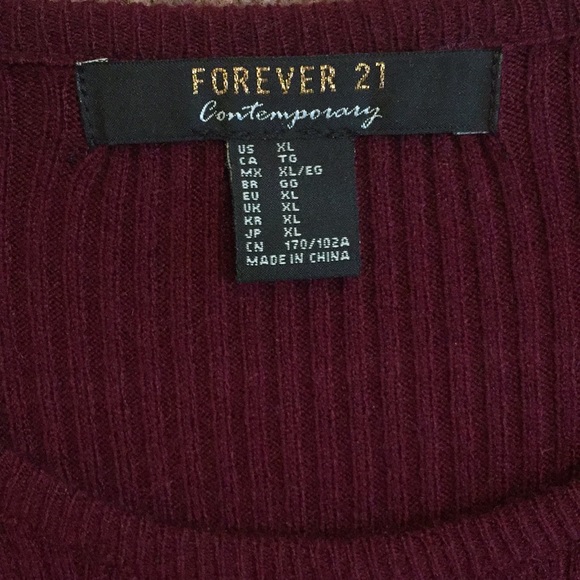 FOREVER 21
Contemporary
US XL
CA TG
MX XL/EG
BR GG
EU XL
UK XL
KR XL
JP XL
CN 170/102A
MADE IN CHINA